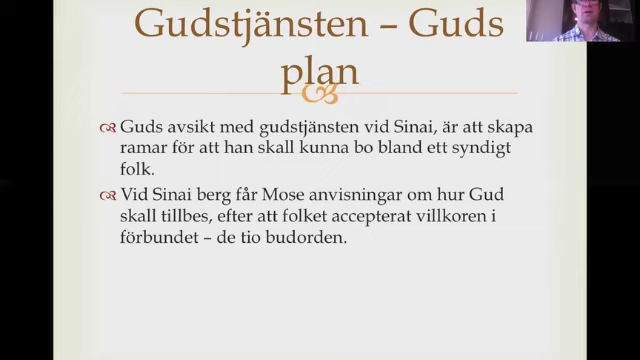 Gudstjänsten – Guds
plan
Guds avsikt med gudstjänsten vid Sinai, är att skapa
ramar för att han skall kunna bo bland ett syndigt
folk.
Vid Sinai berg får Mose anvisningar om hur Gud
skall tillbes, efter att folket accepterat villkoren i
förbundet – de tio budorden.